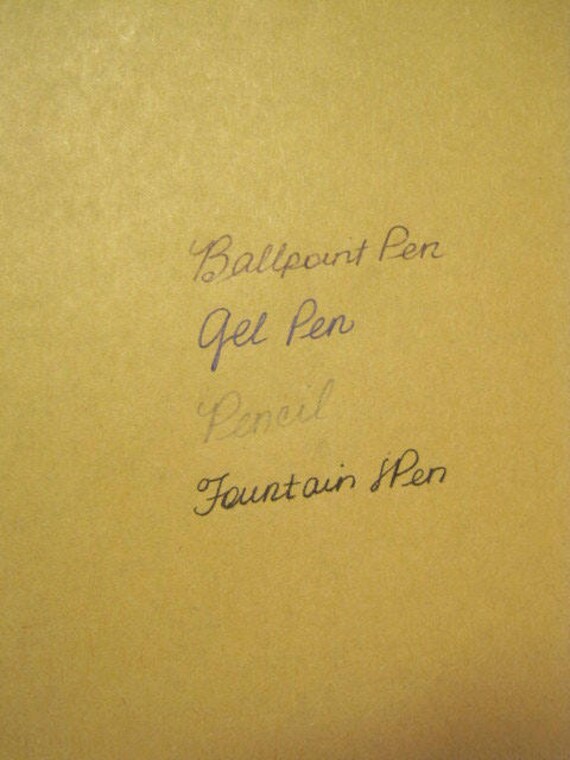 Ballpoint Pen
Gel Pen
Pencil
Fountain Pen